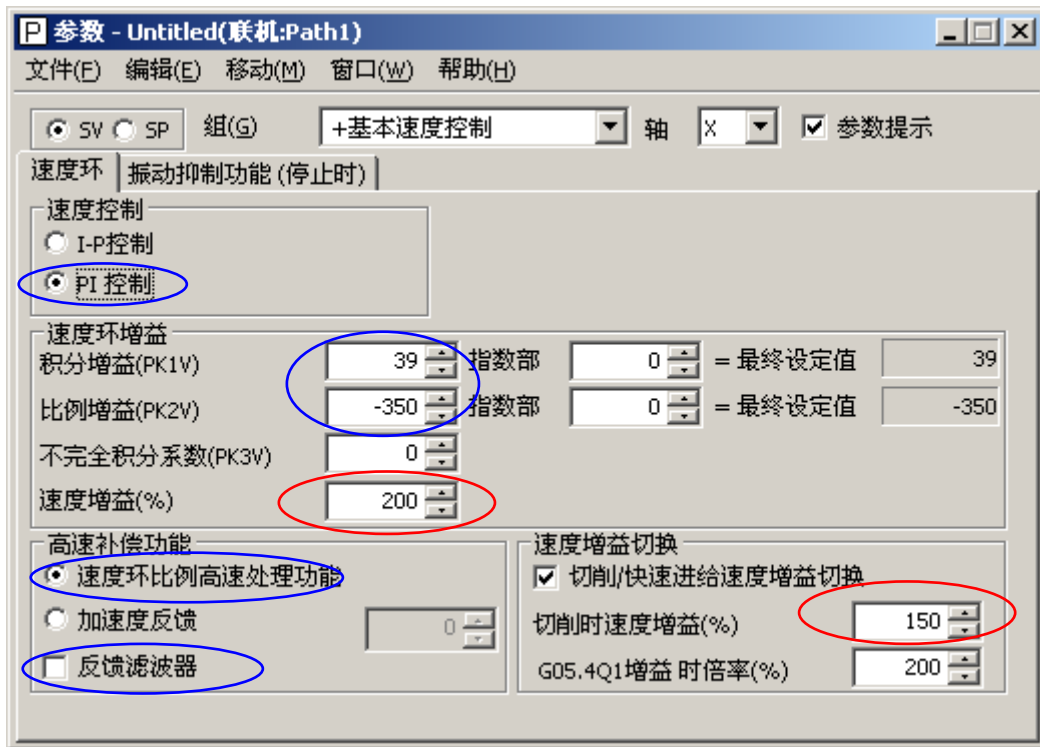 参数 - Untitled(联机:Path1)
文件(F) 编辑(E) 移动(M) 窗口(W) 帮助(H)
SV SP 组(G) +基本速度控制 轴 X 参数提示
速度环 振动抑制功能 (停止时)
速度控制
I-P控制
PI 控制
速度环增益
积分增益(PK1V) 39 指数部 0 = 最终设定值 39
比例增益(PK2V) -350 指数部 0 = 最终设定值 -350
不完全积分系数(PK3V) 0
速度增益(%) 200
高速补偿功能
速度环比例高速处理功能
加速度反馈 0
反馈滤波器
速度增益切换
切削/快速进给速度增益切换
切削时速度增益(%) 150
G05.4Q1增益 时倍率(%) 200